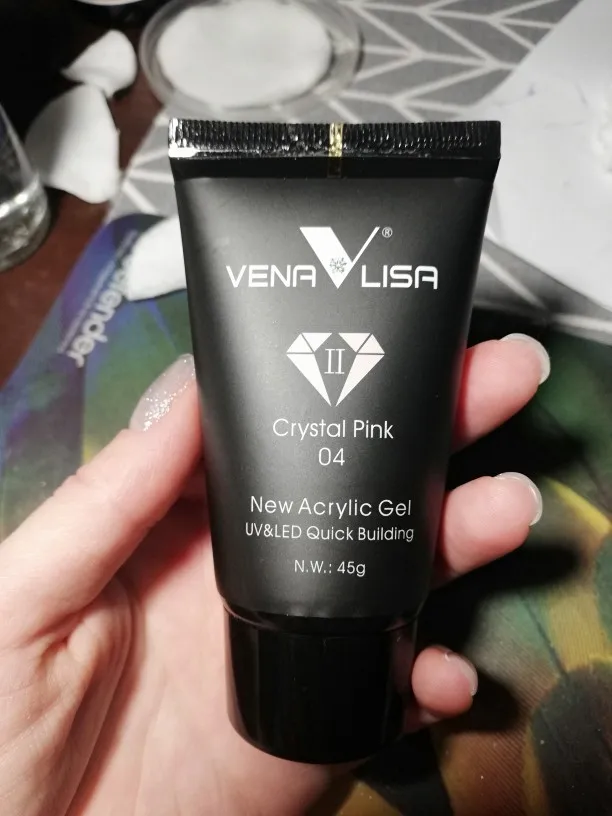 VENA LISA®
II
Crystal Pink
04
New Acrylic Gel
UV&LED Quick Building
N.W.: 45g